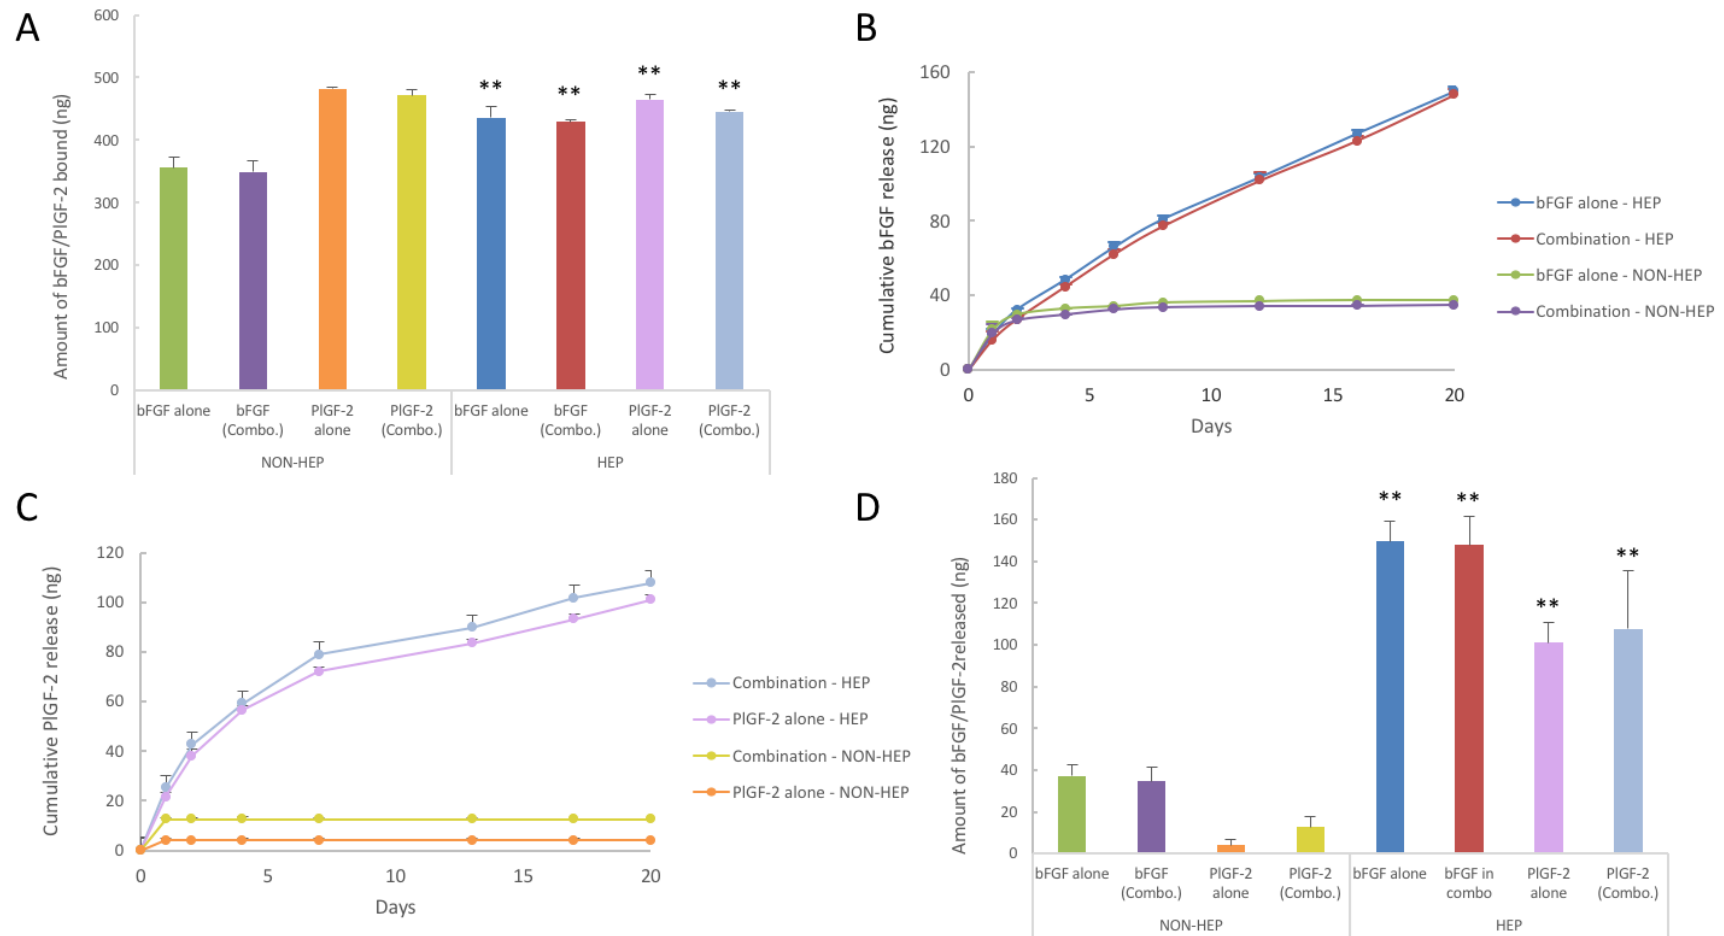 A
Amount of bFGF/PlGF-2 bound (ng)
600
500
400
300
200
100
0
** ** ** **
bFGF alone bFGF (Combo.) PlGF-2 alone PlGF-2 (Combo.) bFGF alone bFGF (Combo.) PlGF-2 alone PlGF-2 (Combo.)
NON-HEP HEP
B
Cumulative bFGF release (ng)
160
120
80
40
0
0 5 10 15 20
Days
bFGF alone - HEP
Combination - HEP
bFGF alone - NON-HEP
Combination - NON-HEP
C
Cumulative PlGF-2 release (ng)
120
100
80
60
40
20
0
0 5 10 15 20
Days
Combination - HEP
PlGF-2 alone - HEP
Combination - NON-HEP
PlGF-2 alone - NON-HEP
D
Amount of bFGF/PlGF-2released (ng)
180
160
140
120
100
80
60
40
20
0
** ** ** **
bFGF alone bFGF (Combo.) PlGF-2 alone PlGF-2 (Combo.) bFGF alone bFGF in combo PlGF-2 alone PlGF-2 (Combo.)
NON-HEP HEP